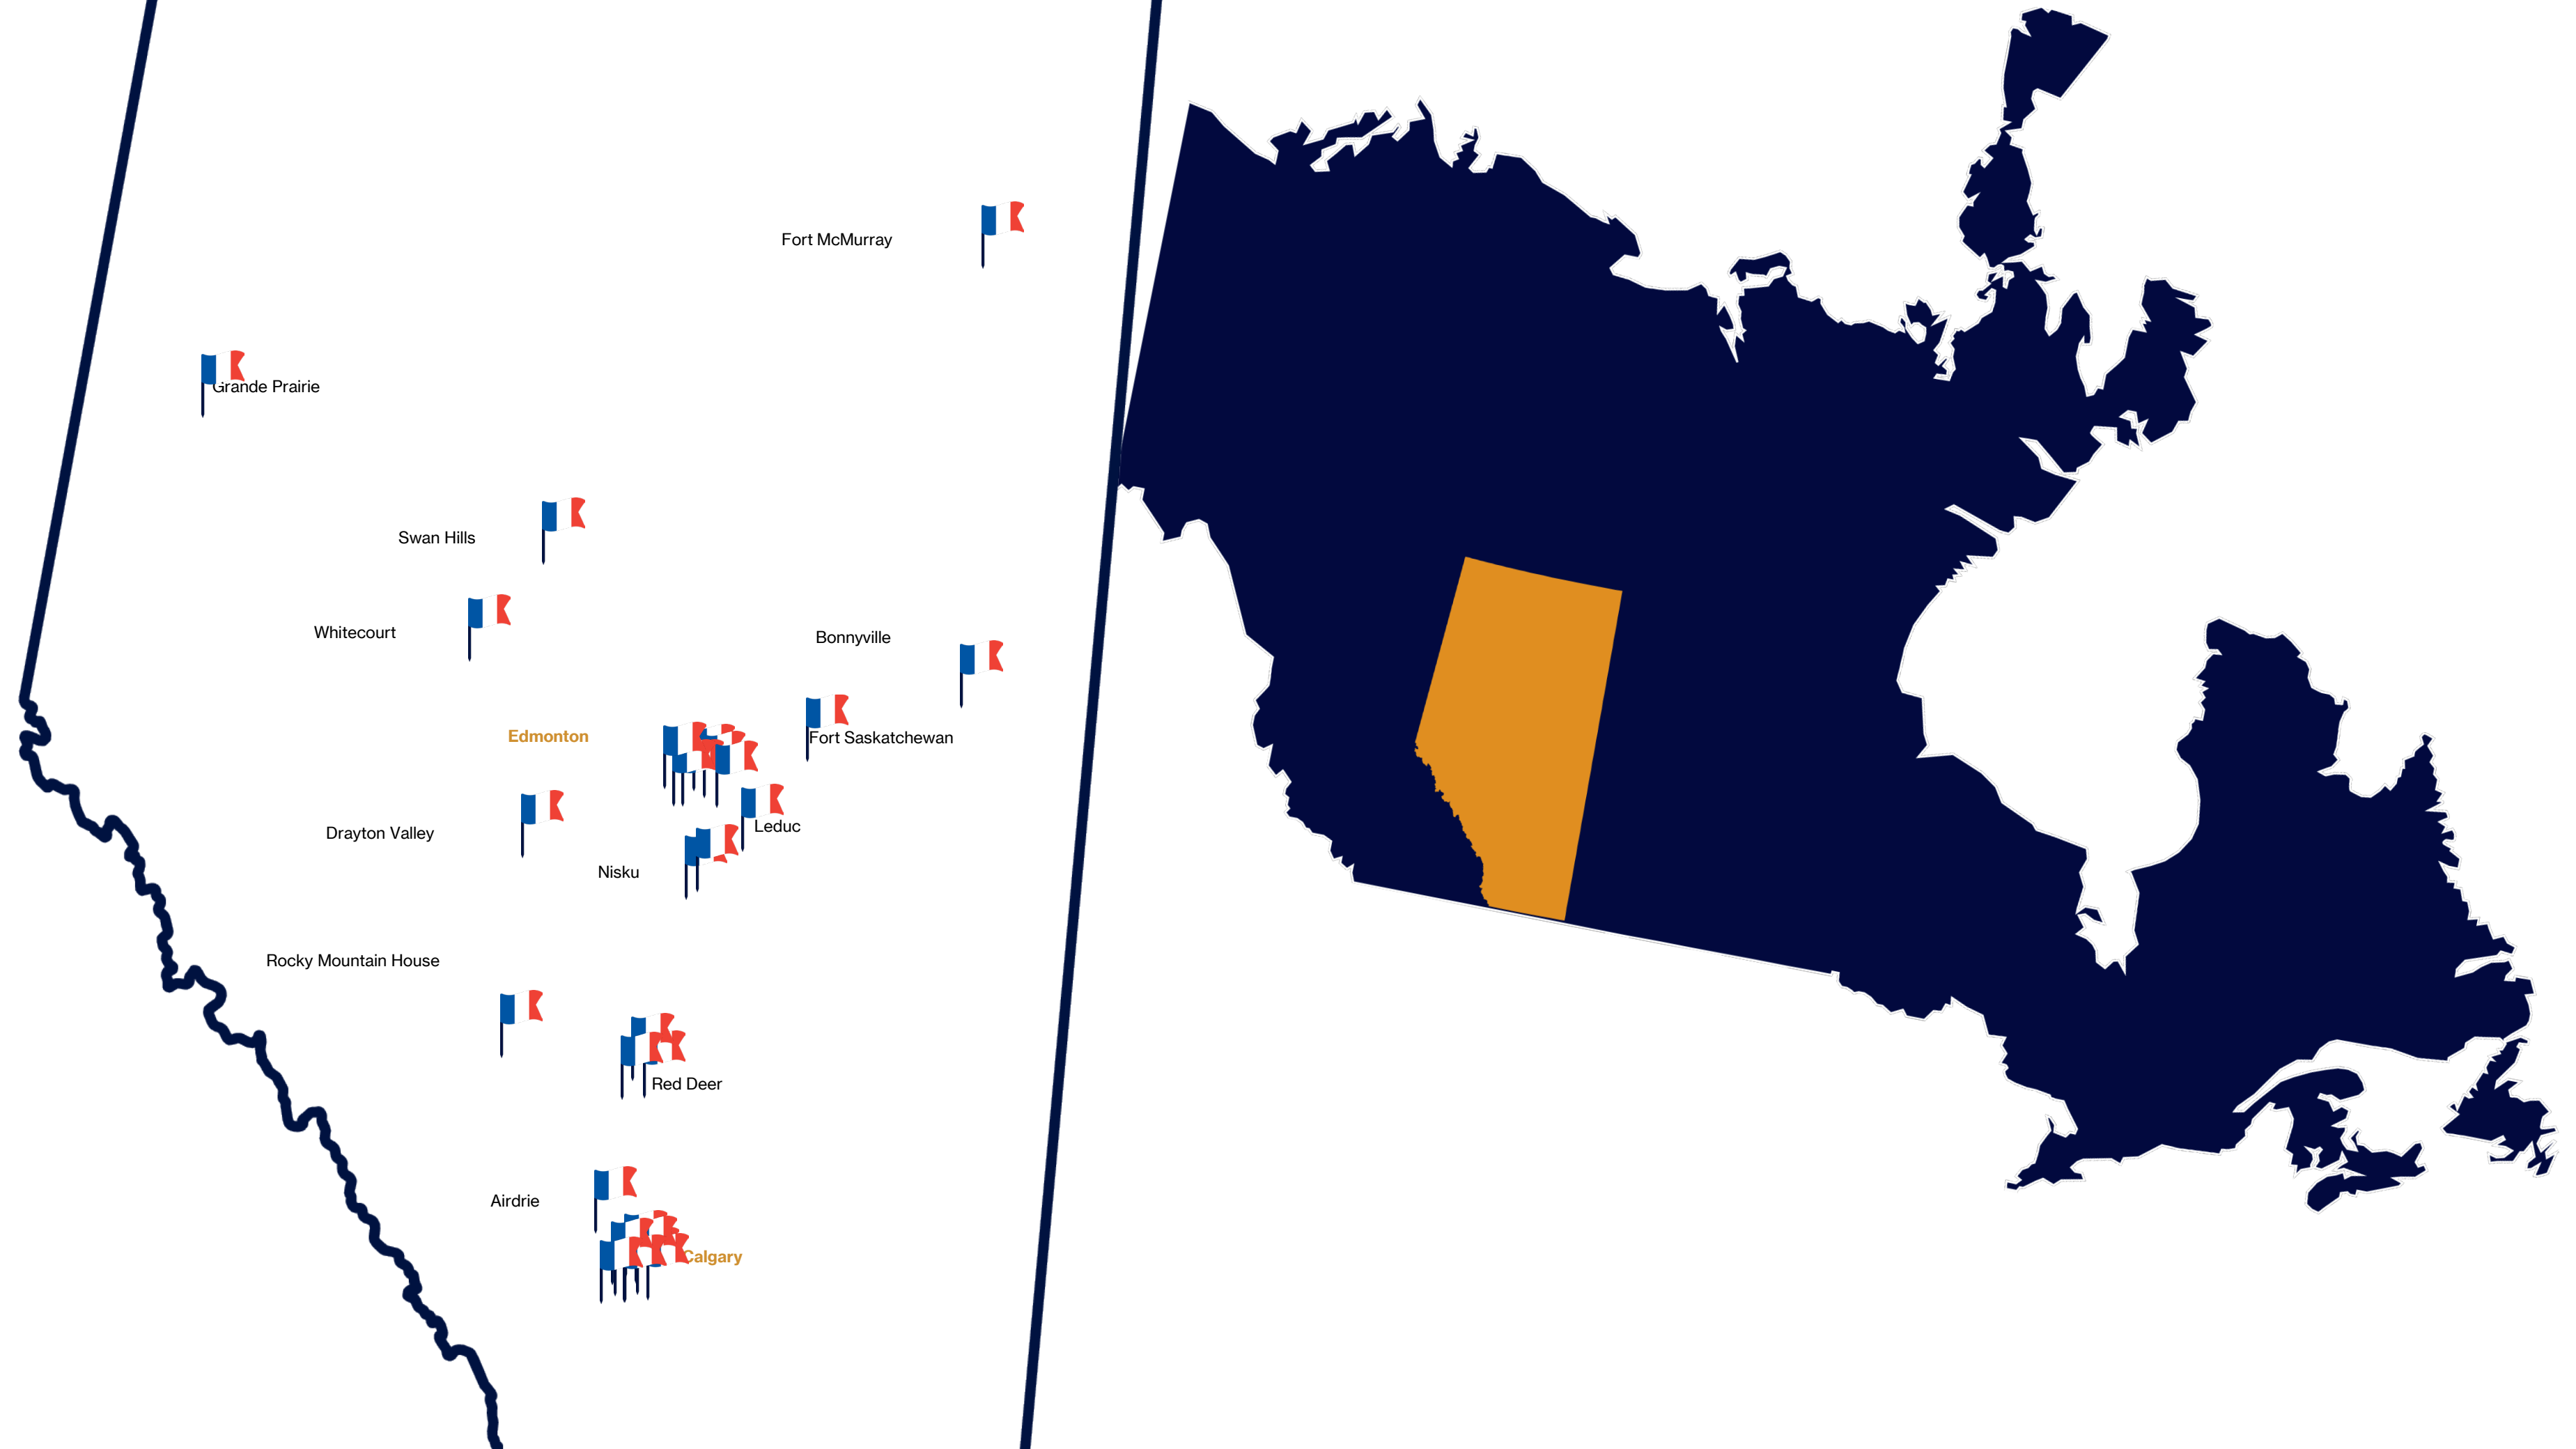 Fort McMurray
Grande Prairie
Swan Hills
Whitecourt
Bonnyville
Edmonton
Fort Saskatchewan
Leduc
Drayton Valley
Nisku
Rocky Mountain House
Red Deer
Airdrie
Calgary